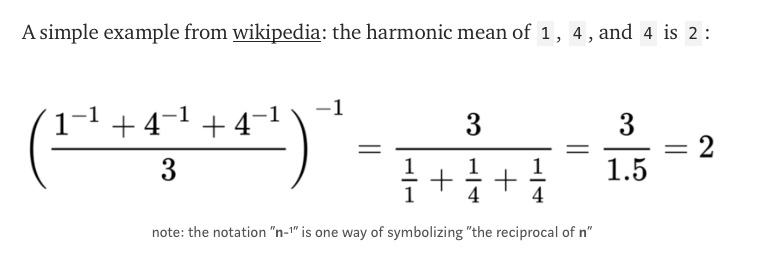 A simple example from wikipedia: the harmonic mean of 1, 4, and 4 is 2:
(1⁻¹ + 4⁻¹ + 4⁻¹ / 3)⁻¹ = 3 / (1/1 + 1/4 + 1/4) = 3 / 1.5 = 2
note: the notation "n-¹" is one way of symbolizing "the reciprocal of n"